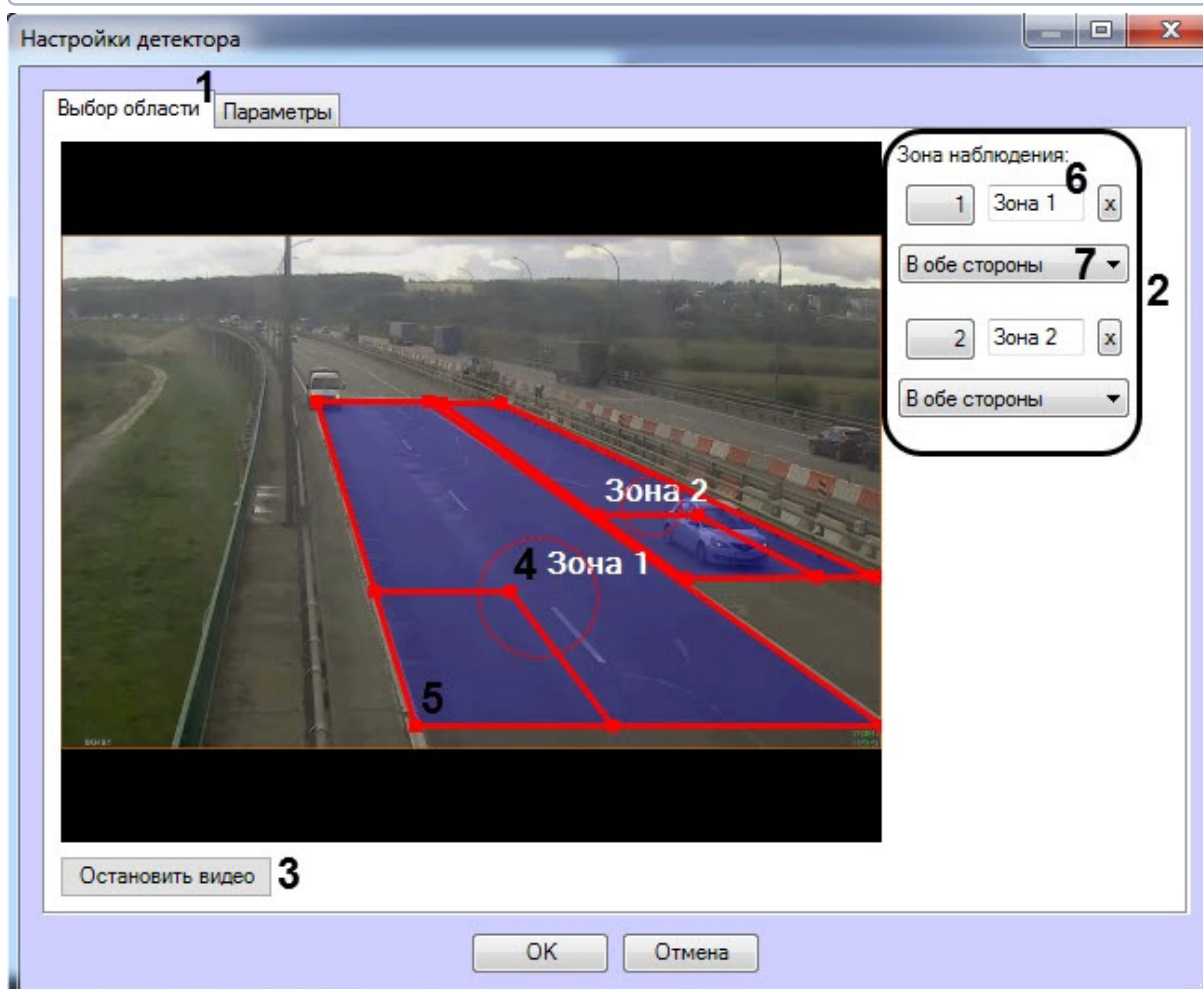 Настройки детектора
1
Выбор области
Параметры
Зона наблюдения:
6
1
Зона 1
x
В обе стороны
7
2
2
Зона 2
x
В обе стороны
Зона 2
4
Зона 1
5
Остановить видео
3
OK
Отмена